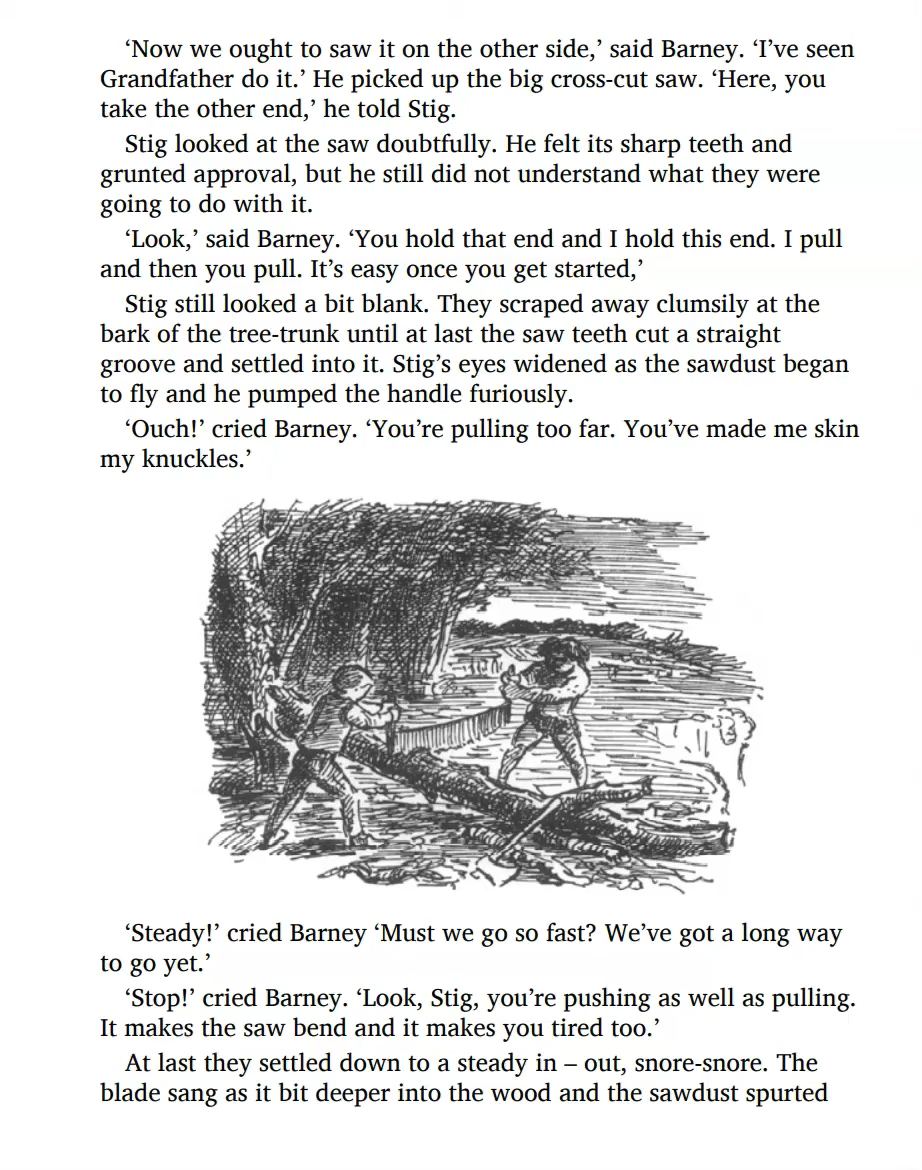 ‘Now we ought to saw it on the other side,’ said Barney. ‘I’ve seen
Grandfather do it.’ He picked up the big cross-cut saw. ‘Here, you
take the other end,’ he told Stig.
Stig looked at the saw doubtfully. He felt its sharp teeth and
grunted approval, but he still did not understand what they were
going to do with it.
‘Look,’ said Barney. ‘You hold that end and I hold this end. I pull
and then you pull. It’s easy once you get started,’
Stig still looked a bit blank. They scraped away clumsily at the
bark of the tree-trunk until at last the saw teeth cut a straight
groove and settled into it. Stig’s eyes widened as the sawdust began
to fly and he pumped the handle furiously.
‘Ouch!’ cried Barney. ‘You’re pulling too far. You’ve made me skin
my knuckles.’
‘Steady!’ cried Barney ‘Must we go so fast? We’ve got a long way
to go yet.’
‘Stop!’ cried Barney. ‘Look, Stig, you’re pushing as well as pulling.
It makes the saw bend and it makes you tired too.’
At last they settled down to a steady in – out, snore-snore. The
blade sang as it bit deeper into the wood and the sawdust spurted